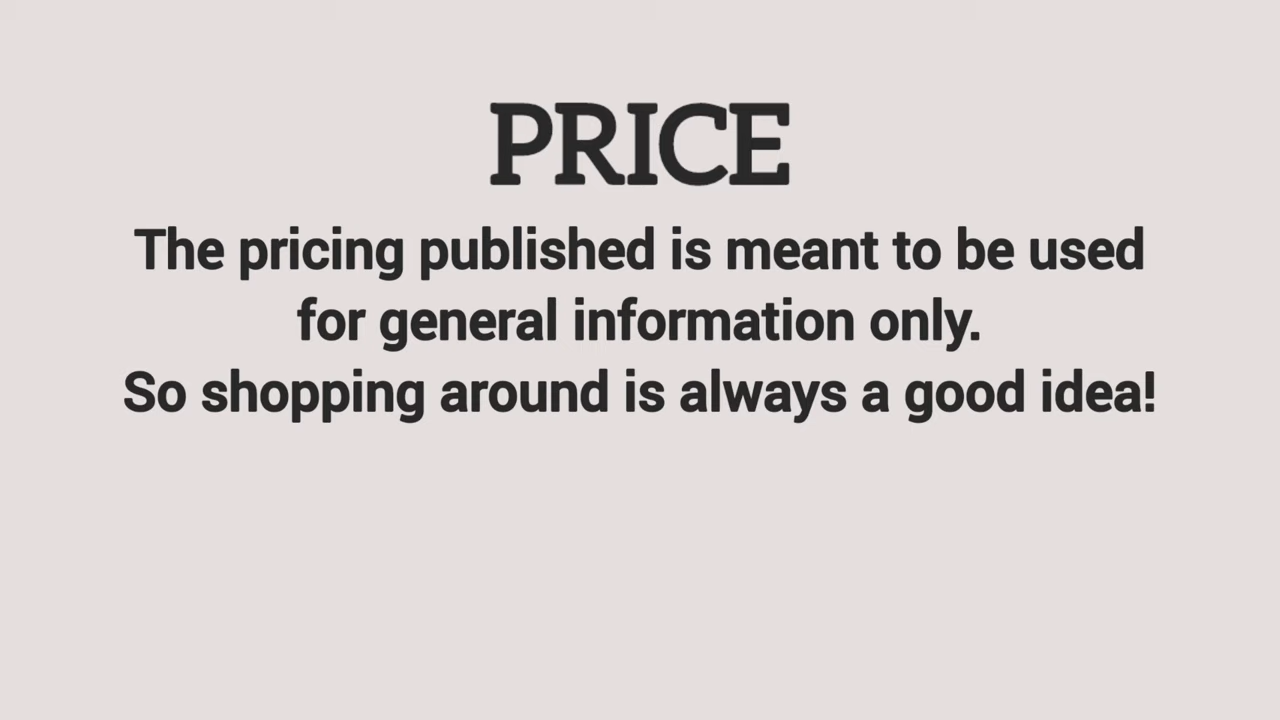 PRICE
The pricing published is meant to be used
for general information only.
So shopping around is always a good idea!